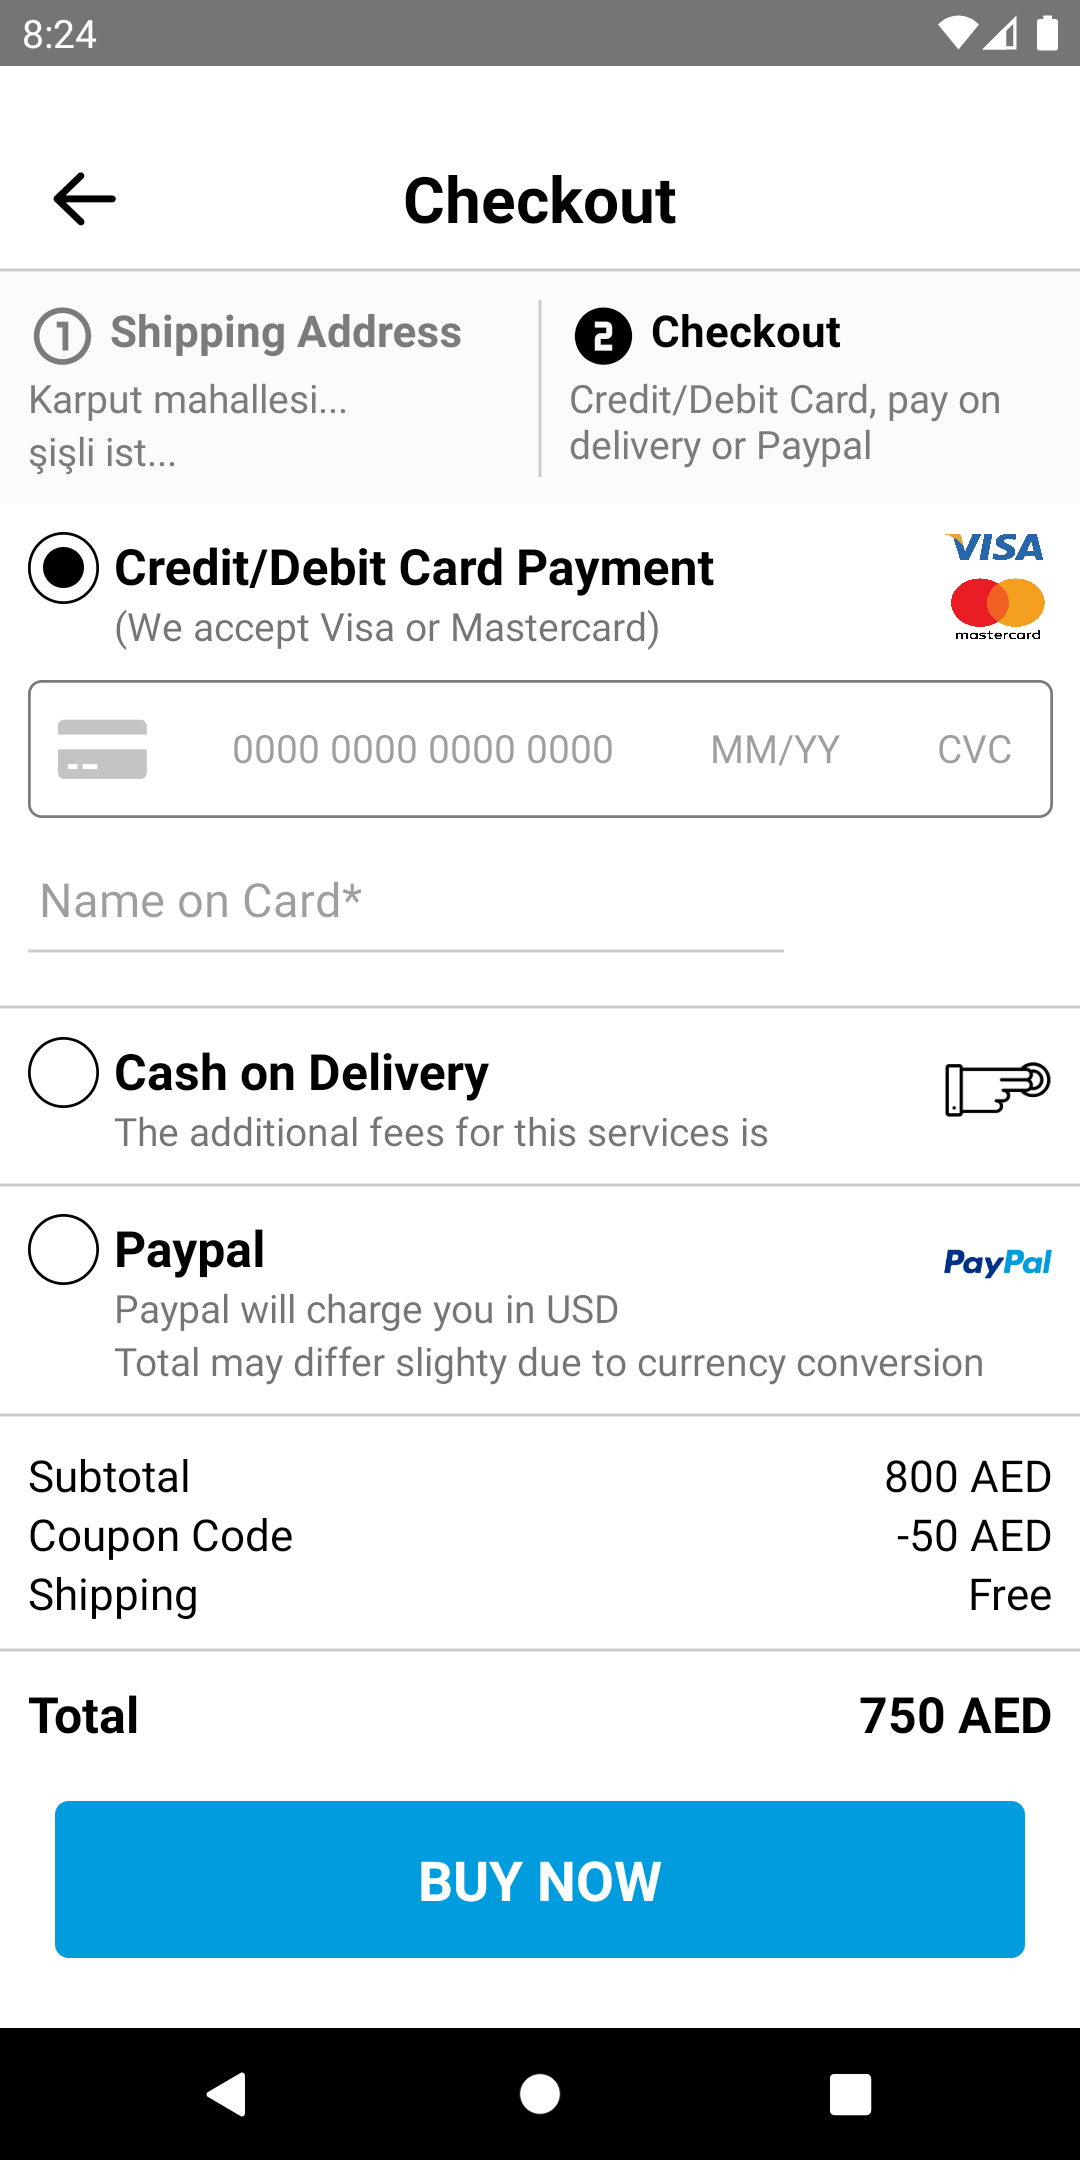 8:24
Checkout
1 Shipping Address
Karput mahallesi...
şişli ist...
2 Checkout
Credit/Debit Card, pay on
delivery or Paypal
Credit/Debit Card Payment
(We accept Visa or Mastercard)
VISA
mastercard
0000 0000 0000 0000 MM/YY CVC
Name on Card*
Cash on Delivery
The additional fees for this services is
Paypal
PayPal
Paypal will charge you in USD
Total may differ slighty due to currency conversion
Subtotal 800 AED
Coupon Code -50 AED
Shipping Free
Total 750 AED
BUY NOW